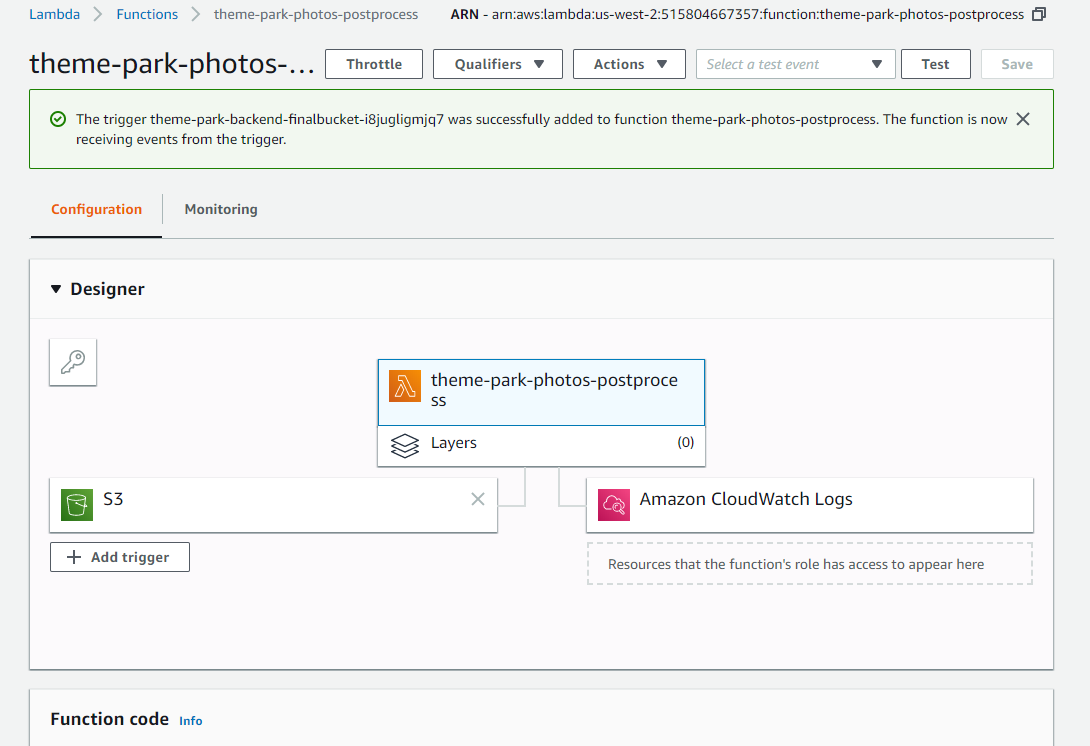 Lambda Functions theme-park-photos-postprocess ARN - arn:aws:lambda:us-west-2:515804667357:function:theme-park-photos-postprocess
theme-park-photos-... Throttle Qualifiers Actions Select a test event Test Save
The trigger theme-park-backend-finalbucket-i8jugligmjq7 was successfully added to function theme-park-photos-postprocess. The function is now
receiving events from the trigger.
Configuration Monitoring
Designer
theme-park-photos-postproce
ss
Layers (0)
S3 Amazon CloudWatch Logs
Add trigger Resources that the function's role has access to appear here
Function code Info